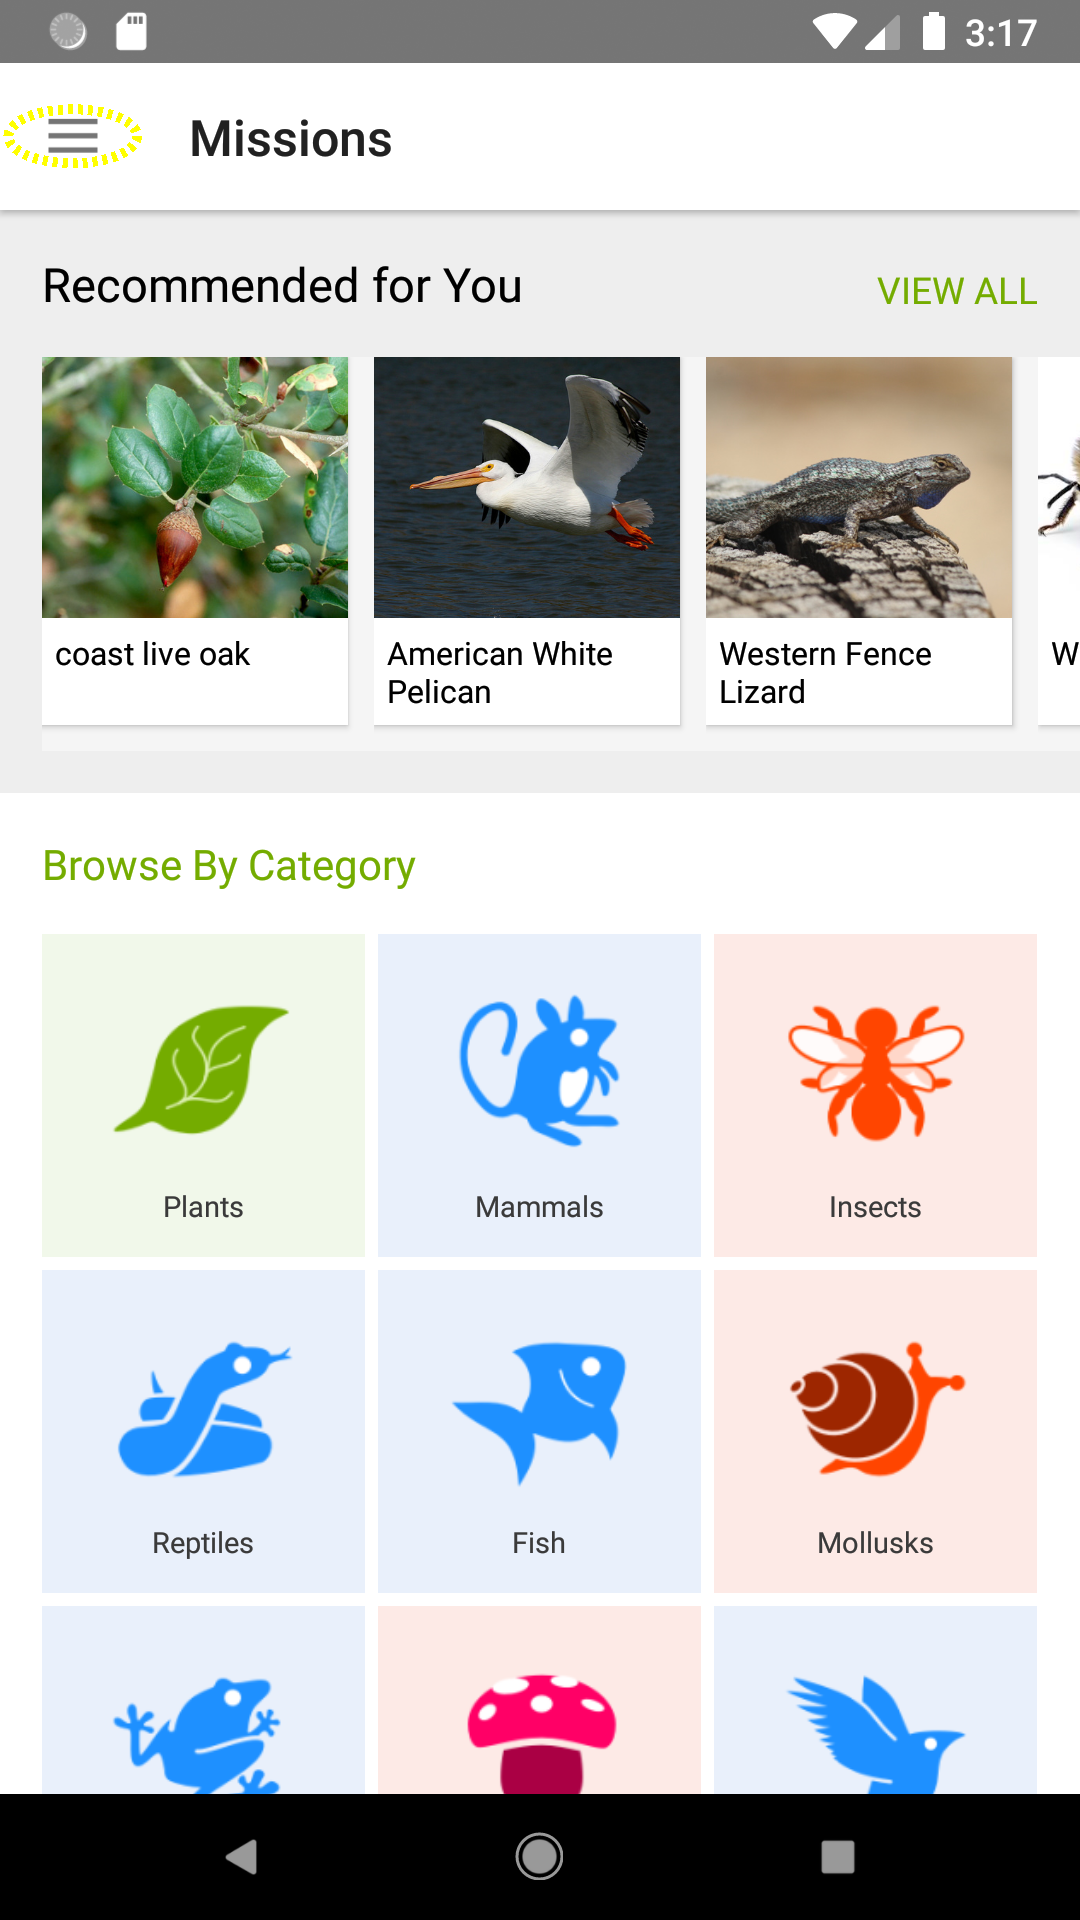 3:17
Missions
Recommended for You
VIEW ALL
coast live oak
American White
Pelican
Western Fence
Lizard
W
Browse By Category
Plants
Mammals
Insects
Reptiles
Fish
Mollusks